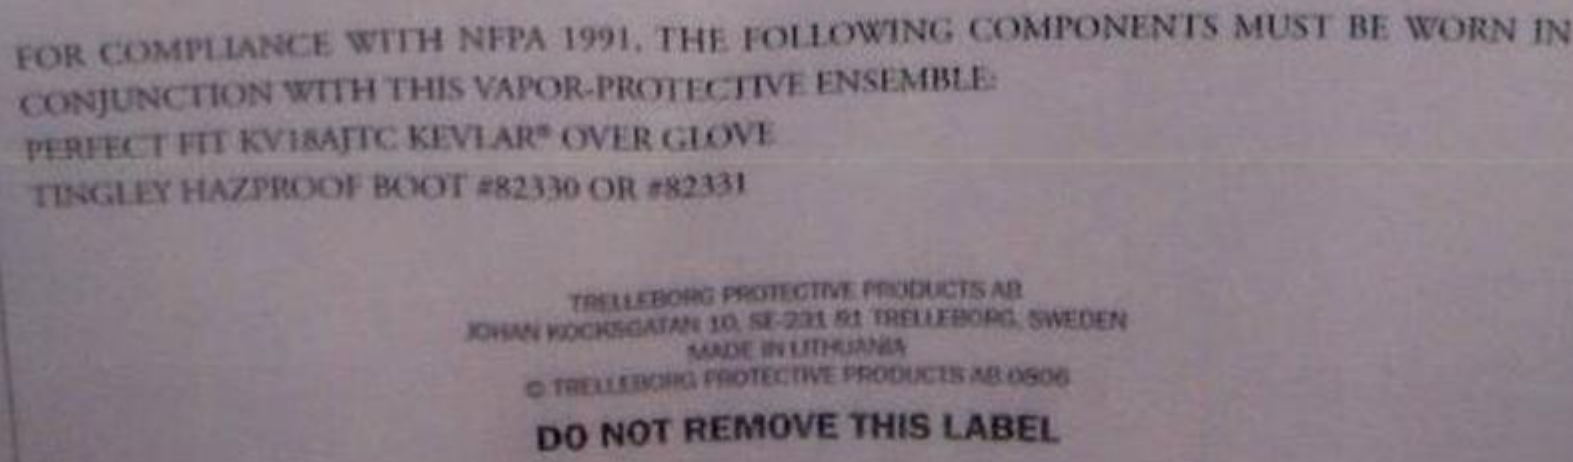 FOR COMPLIANCE WITH NFPA 1991, THE FOLLOWING COMPONENTS MUST BE WORN IN
CONJUNCTION WITH THIS VAPOR-PROTECTIVE ENSEMBLE:
PERFECT FIT KV18AJTC KEVLAR® OVER GLOVE
TINGLEY HAZPROOF BOOT #82330 OR #82331
TRELLEBORG PROTECTIVE PRODUCTS AB
JOHAN KOCKSGATAN 10, SE-231 81 TRELLEBORG, SWEDEN
MADE IN LITHUANIA
© TRELLEBORG PROTECTIVE PRODUCTS AB 0806
DO NOT REMOVE THIS LABEL